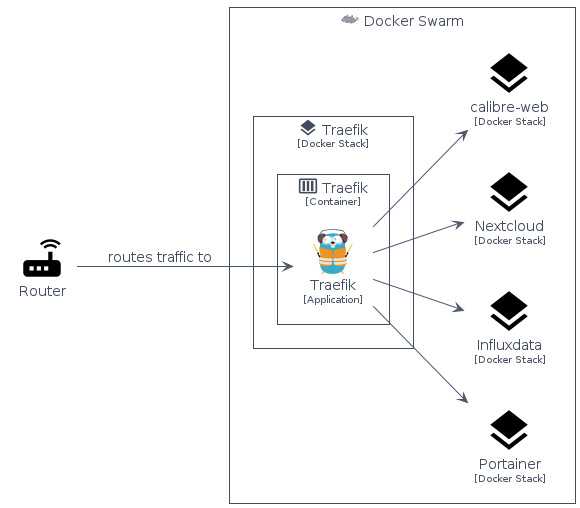 Docker Swarm
calibre-web
[Docker Stack]
Traefik
[Docker Stack]
Traefik
[Container]
Nextcloud
[Docker Stack]
routes traffic to
Router
Traefik
[Application]
Influxdata
[Docker Stack]
Portainer
[Docker Stack]